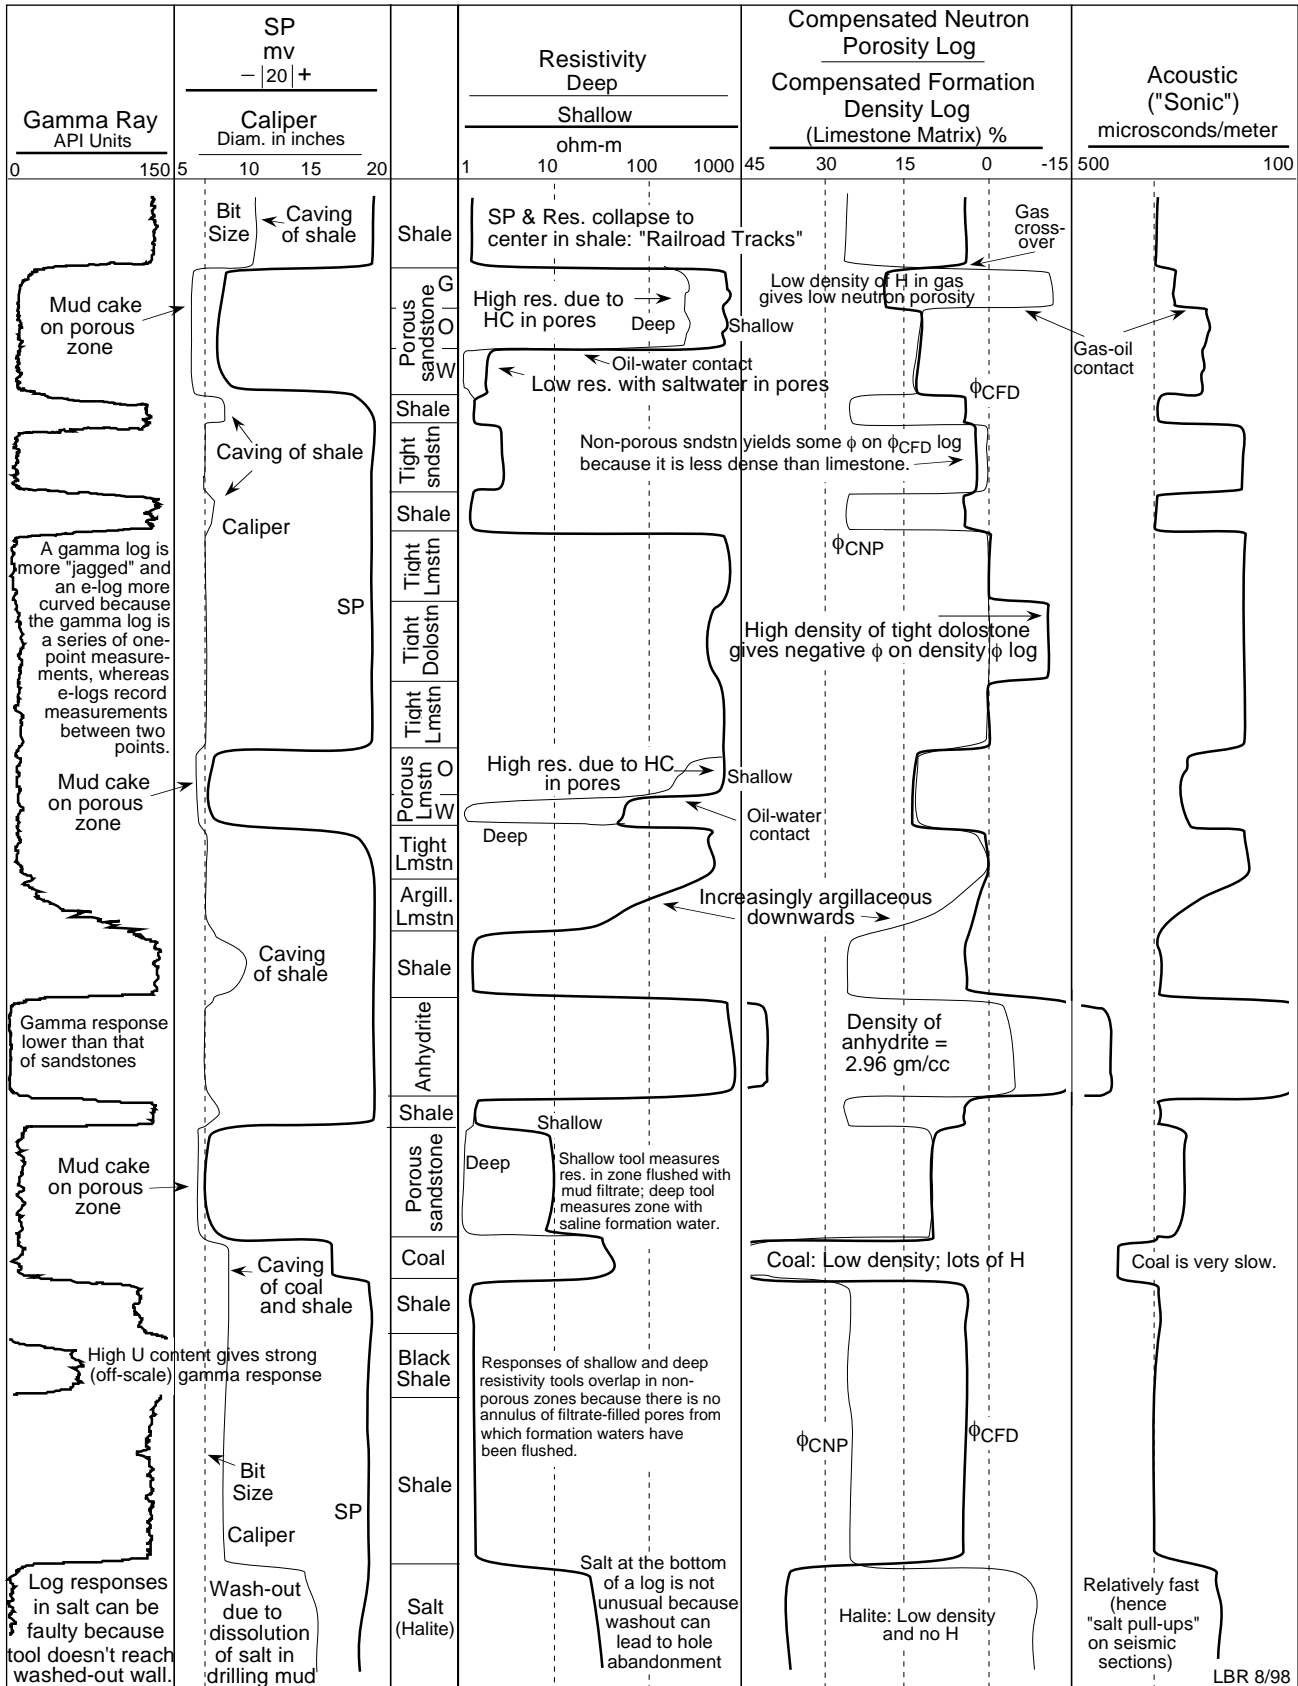 Gamma Ray
API Units
0 150
SP
mv
– |20| +
Caliper
Diam. in inches
5 10 15 20
Resistivity
Deep
Shallow
ohm-m
1 10 100 1000
Compensated Neutron
Porosity Log
Compensated Formation
Density Log
(Limestone Matrix) %
45 30 15 0 -15
Acoustic
("Sonic")
microsconds/meter
500 100
Bit
Size
Caving
of shale
Shale
SP & Res. collapse to
center in shale: "Railroad Tracks"
Gas
cross-
over
Mud cake
on porous
zone
Porous
sandstone
G
O
W
High res. due to
HC in pores
Deep
Shallow
Low density of H in gas
gives low neutron porosity
Gas-oil
contact
Oil-water contact
Low res. with saltwater in pores
ϕCFD
Shale
Caving of shale
Tight
sndstn
Non-porous sndstn yields some ϕ on ϕCFD log
because it is less dense than limestone.
Shale
Caliper
ϕCNP
A gamma log is
more "jagged" and
an e-log more
curved because
the gamma log is
a series of one-
point measure-
ments, whereas
e-logs record
measurements
between two
points.
SP
Tight
Lmstn
Tight
Dolostn
High density of tight dolostone
gives negative ϕ on density ϕ log
Tight
Lmstn
Mud cake
on porous
zone
Porous
Lmstn
O
W
High res. due to HC
in pores
Shallow
Oil-water
contact
Deep
Tight
Lmstn
Argill.
Lmstn
Increasingly argillaceous
downwards
Caving
of shale
Shale
Gamma response
lower than that
of sandstones
Anhydrite
Density of
anhydrite =
2.96 gm/cc
Shale
Shallow
Mud cake
on porous
zone
Porous
sandstone
Deep
Shallow tool measures
res. in zone flushed with
mud filtrate; deep tool
measures zone with
saline formation water.
Caving
of coal
and shale
Coal
Coal: Low density; lots of H
Coal is very slow.
Shale
High U content gives strong
(off-scale) gamma response
Black
Shale
Responses of shallow and deep
resistivity tools overlap in non-
porous zones because there is no
annulus of filtrate-filled pores from
which formation waters have
been flushed.
ϕCNP
ϕCFD
Bit
Size
Shale
SP
Caliper
Log responses
in salt can be
faulty because
tool doesn't reach
washed-out wall.
Wash-out
due to
dissolution
of salt in
drilling mud
Salt
(Halite)
Salt at the bottom
of a log is not
unusual because
washout can
lead to hole
abandonment
Halite: Low density
and no H
Relatively fast
(hence
"salt pull-ups"
on seismic
sections)
LBR 8/98